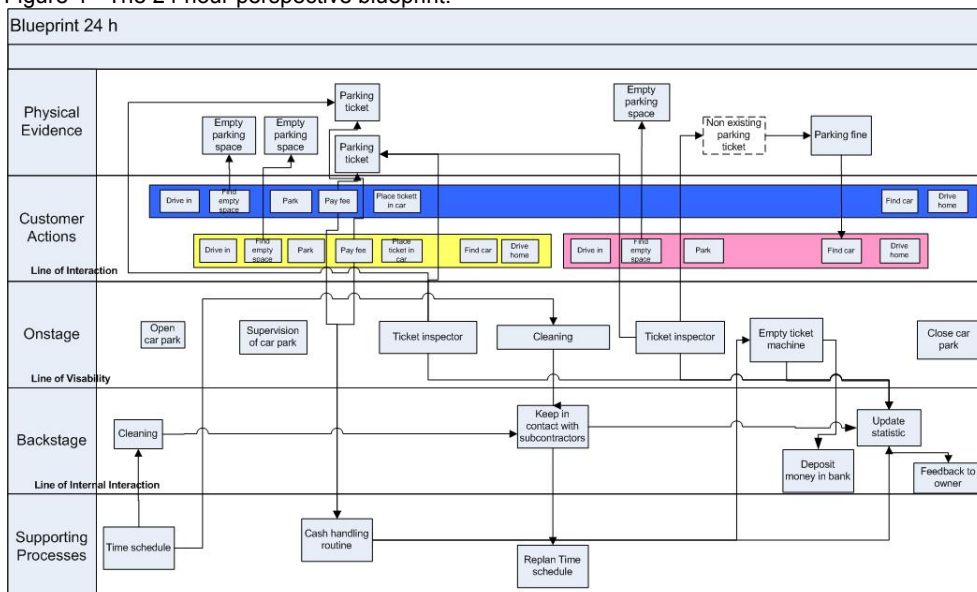 Figure 1 - The 24 hour perspective blueprint.
Blueprint 24 h
Physical
Evidence
Empty
parking
space
Empty
parking
space
Parking
ticket
Parking
ticket
Empty
parking
space
Non existing
parking
ticket
Parking fine
Customer
Actions
Line of Interaction
Drive in
Find
empty
space
Park
Pay fee
Place tickett
in car
Find car
Drive
home
Drive in
Find
empty
space
Park
Pay fee
Place
ticket in
car
Find car
Drive
home
Drive in
Find
empty
space
Park
Find car
Drive
home
Onstage
Line of Visability
Open
car park
Supervision
of car park
Ticket inspector
Cleaning
Ticket inspector
Empty ticket
machine
Close car
park
Backstage
Line of Internal Interaction
Cleaning
Keep in
contact with
subcontractors
Deposit
money in bank
Update
statistic
Feedback to
owner
Supporting
Processes
Time schedule
Cash handling
routine
Replan Time
schedule